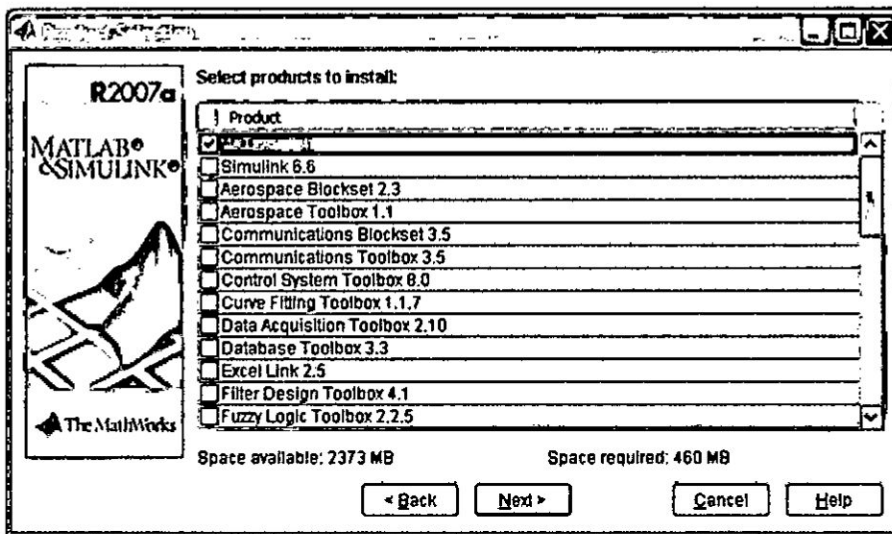 Product Selection
R2007a
MATLAB®
&SIMULINK®
The MathWorks
Select products to install:
Product
Simulink 6.6
Aerospace Blockset 2.3
Aerospace Toolbox 1.1
Communications Blockset 3.5
Communications Toolbox 3.5
Control System Toolbox 8.0
Curve Fitting Toolbox 1.1.7
Data Acquisition Toolbox 2.10
Database Toolbox 3.3
Excel Link 2.5
Filter Design Toolbox 4.1
Fuzzy Logic Toolbox 2.2.5
Space available: 2373 MB
Space required: 460 MB
< Back
Next >
Cancel
Help